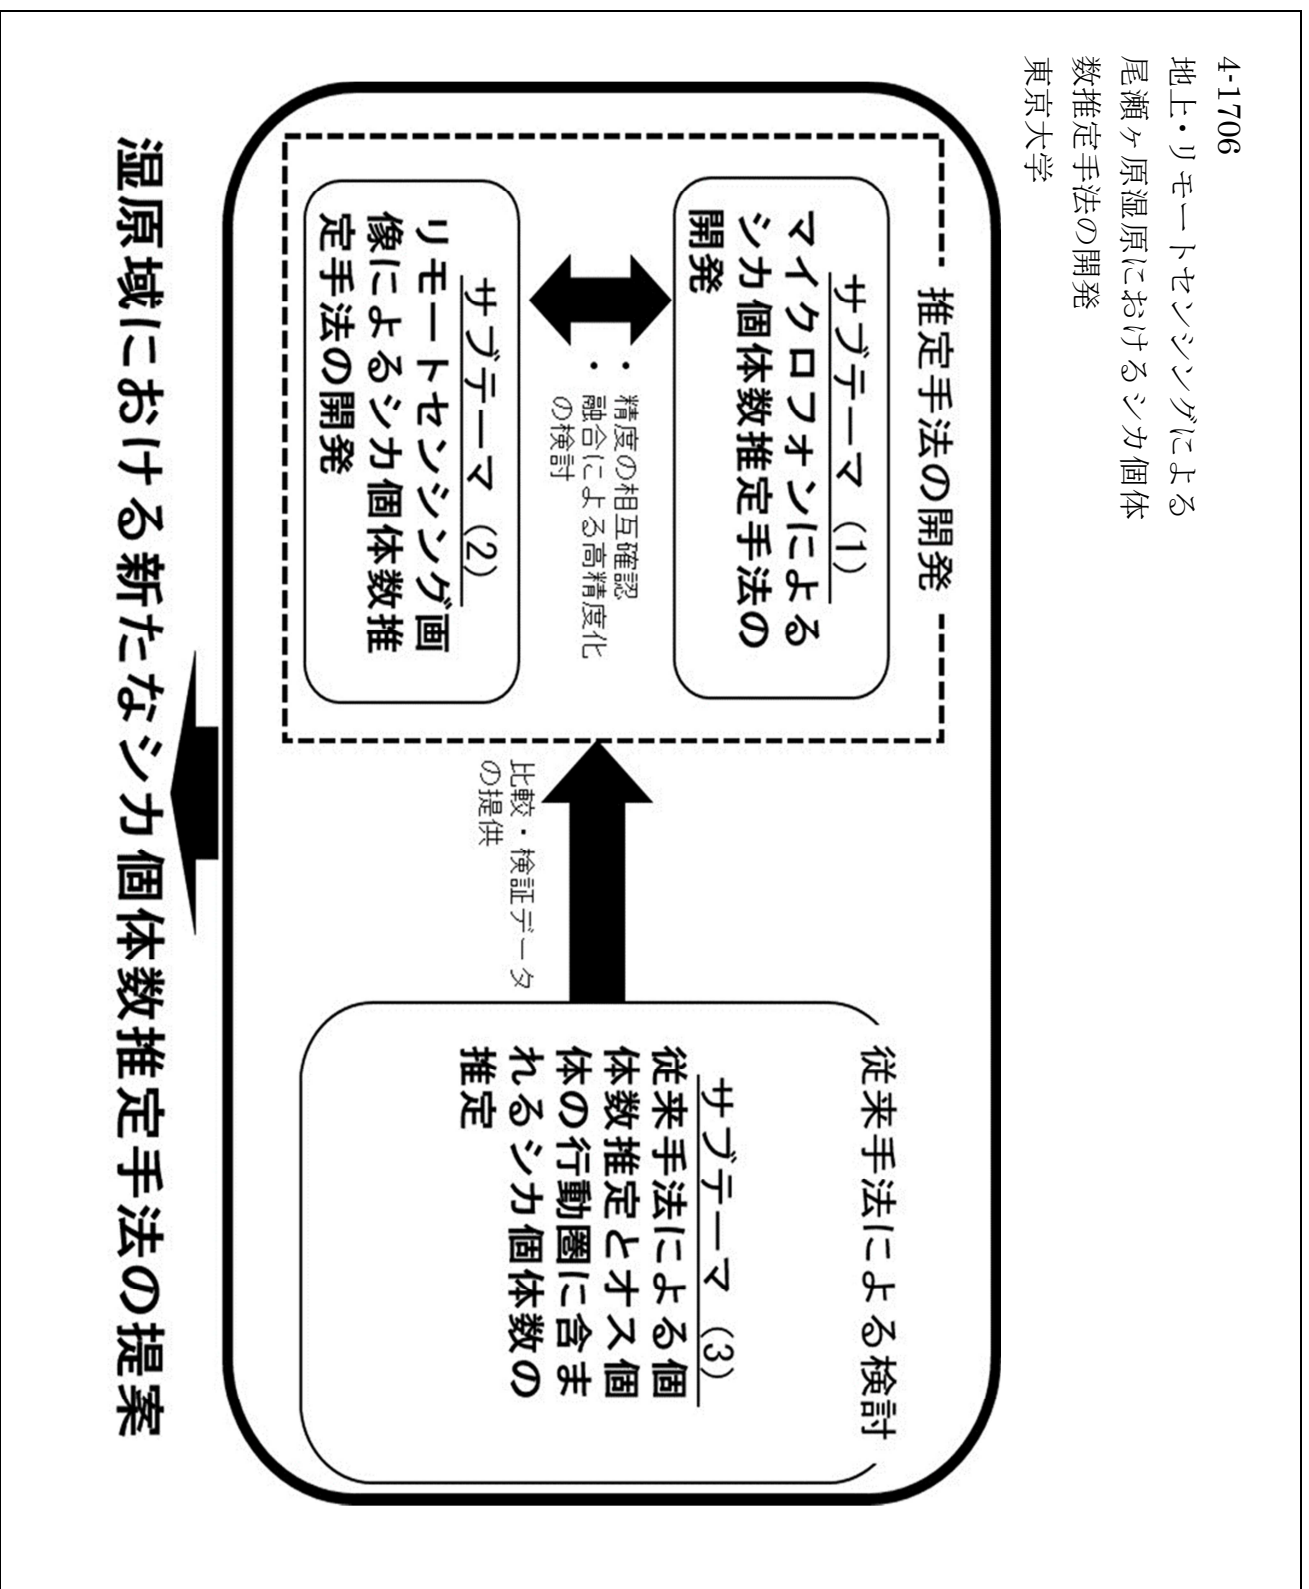 4-1706
地上・リモートセンシングによる
尾瀬ヶ原湿原におけるシカ個体
数推定手法の開発
東京大学
推定手法の開発
サブテーマ（1）
マイクロフォンによる
シカ個体数推定手法の
開発
・精度の相互確認
・融合による高精度化
の検討
サブテーマ（2）
リモートセンシング画
像によるシカ個体数推
定手法の開発
比較・検証データ
の提供
従来手法による検討
サブテーマ（3）
従来手法による個
体数推定とオス個
体の行動圏に含ま
れるシカ個体数の
推定
湿原域における新たなシカ個体数推定手法の提案